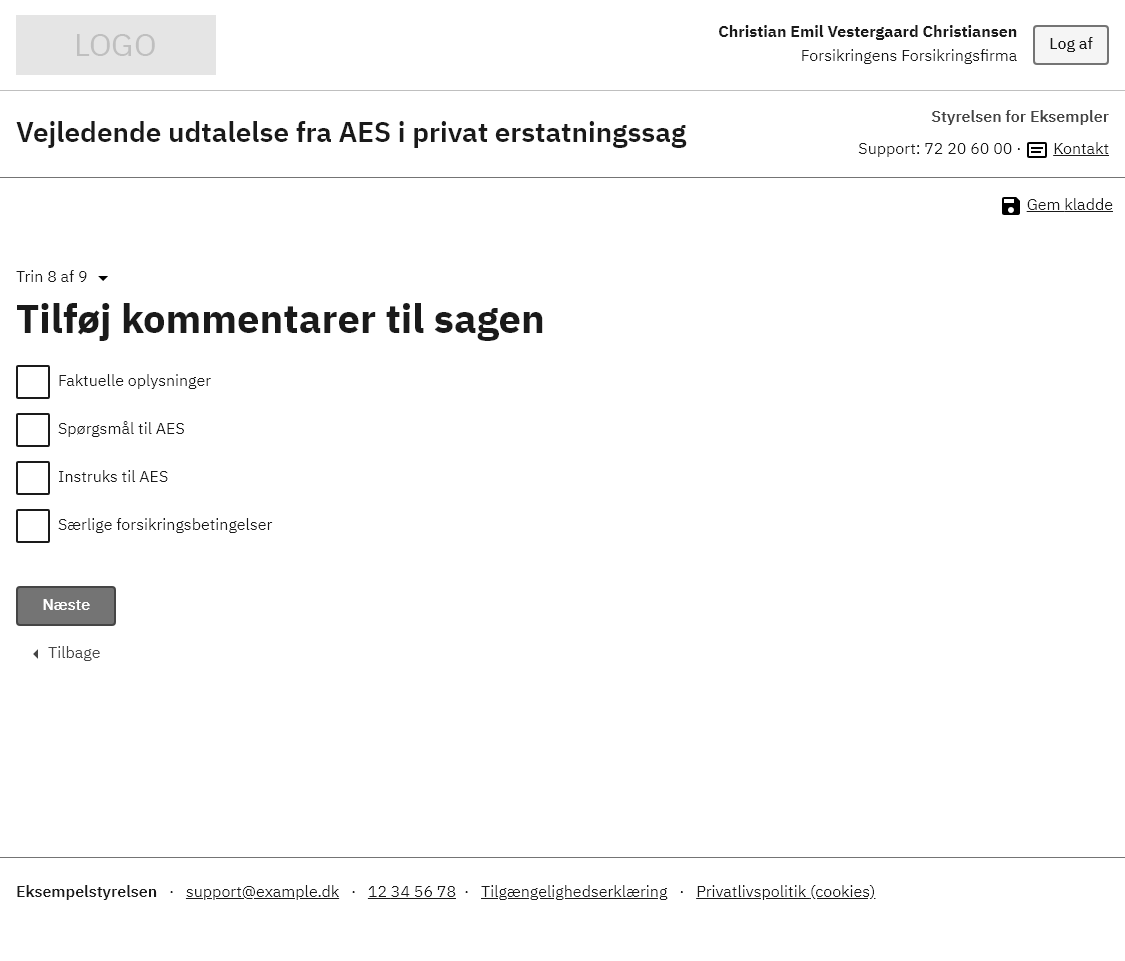 LOGO
Christian Emil Vestergaard Christiansen
Forsikringens Forsikringsfirma
Log af
Vejledende udtalelse fra AES i privat erstatningssag
Styrelsen for Eksempler
Support: 72 20 60 00 · Kontakt
Gem kladde
Trin 8 af 9
Tilføj kommentarer til sagen
Faktuelle oplysninger
Spørgsmål til AES
Instruks til AES
Særlige forsikringsbetingelser
Næste
Tilbage
Eksempelstyrelsen · support@example.dk · 12 34 56 78 · Tilgængelighedserklæring · Privatlivspolitik (cookies)